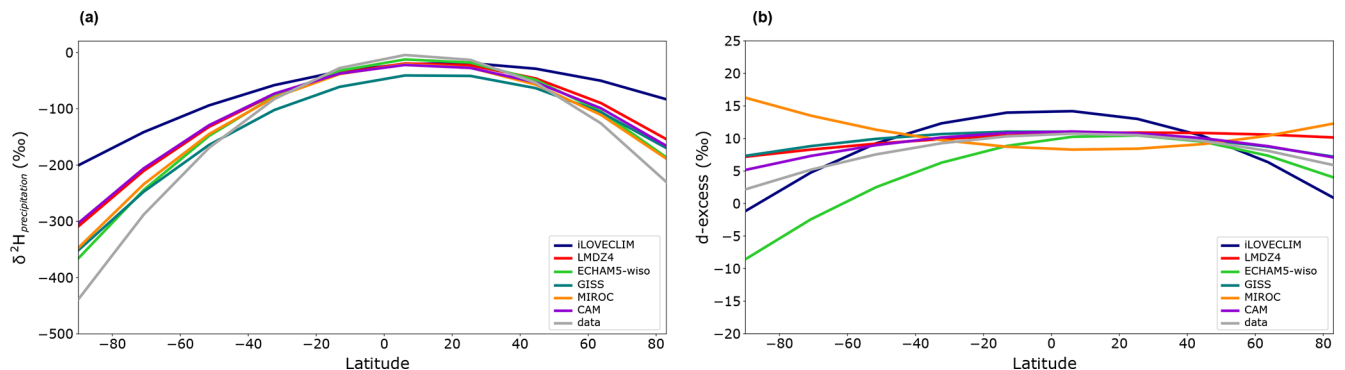 (a)
0
−100
−200
−300
−400
−500
δ ²H precipitation (‰)
−80
−60
−40
−20
0
20
40
60
80
Latitude
iLOVECLIM
LMDZ4
ECHAM5-wiso
GISS
MIROC
CAM
data
(b)
25
20
15
10
5
0
−5
−10
−15
−20
d-excess (‰)
−80
−60
−40
−20
0
20
40
60
80
Latitude
iLOVECLIM
LMDZ4
ECHAM5-wiso
GISS
MIROC
CAM
data